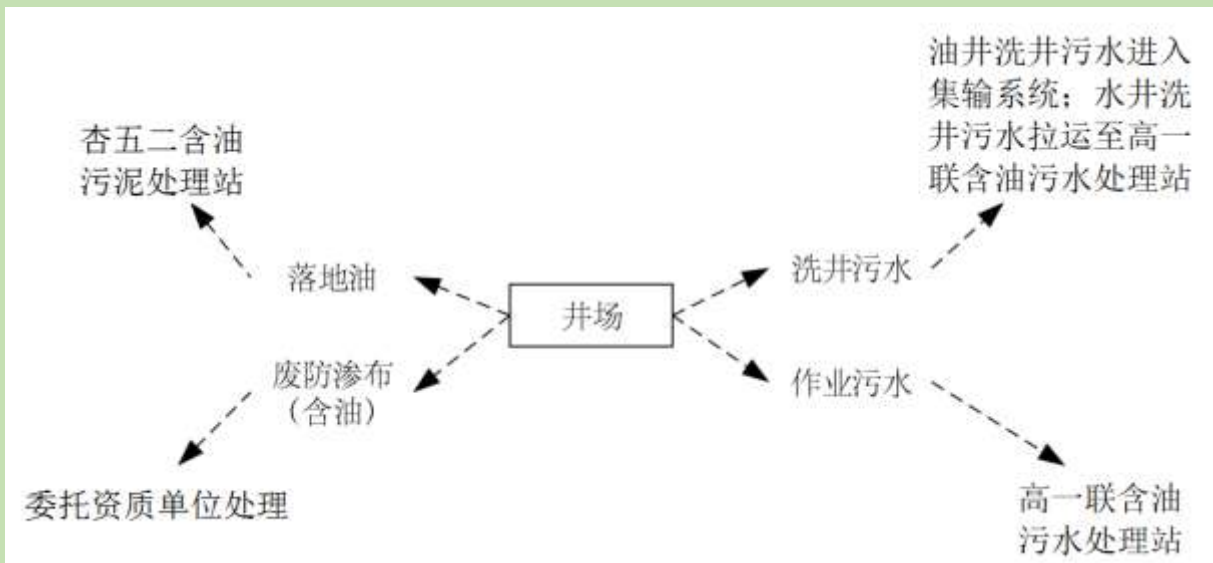 油井洗井污水进入
集输系统；水井洗
井污水拉运至高一
联含油污水处理站
杏五二含油
污泥处理站
落地油
洗井污水
井场
废防渗布
（含油）
作业污水
委托资质单位处理
高一联含油
污水处理站